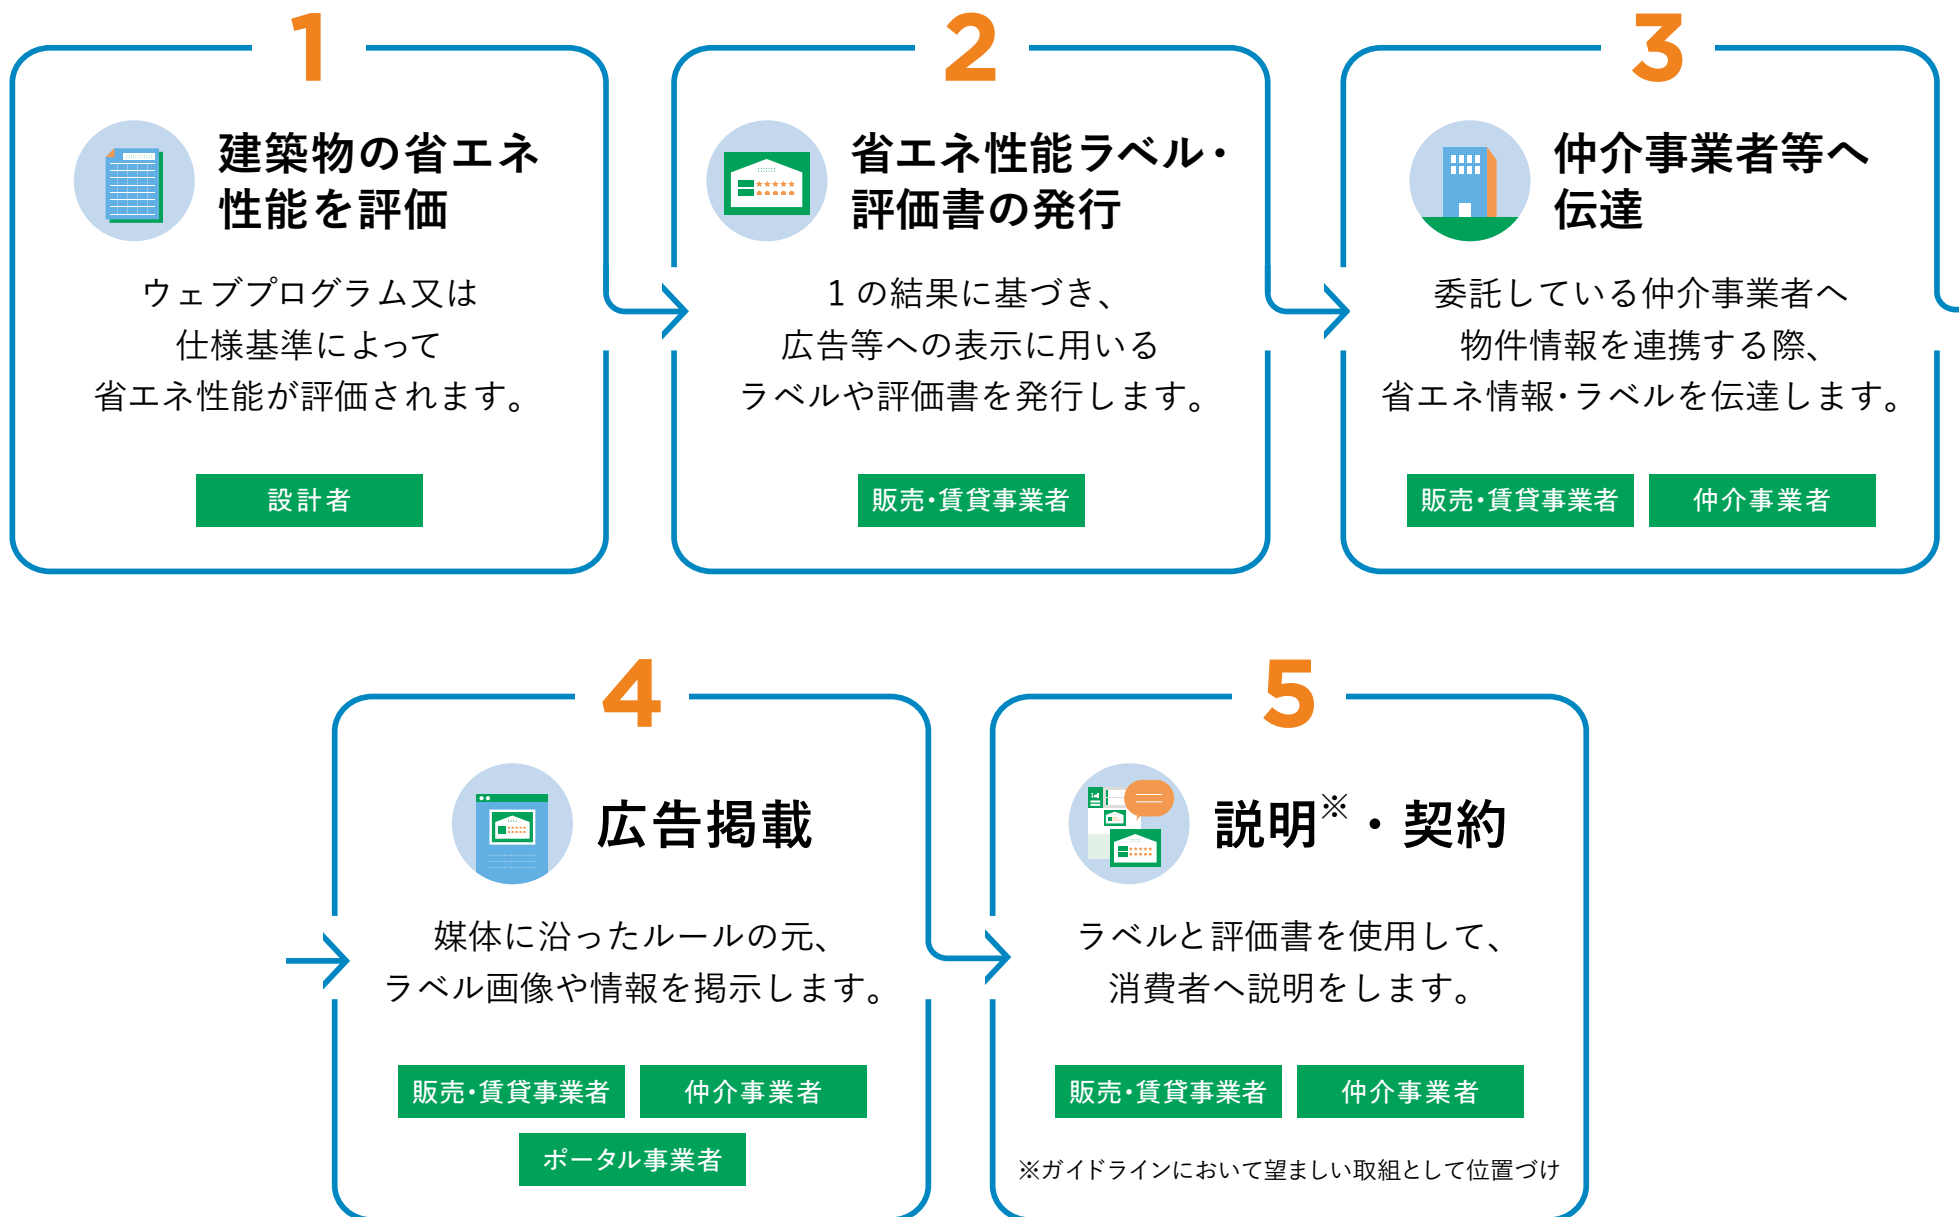 1
建築物の省エネ
性能を評価
ウェブプログラム又は
仕様基準によって
省エネ性能が評価されます。
設計者
2
省エネ性能ラベル・
評価書の発行
1 の結果に基づき、
広告等への表示に用いる
ラベルや評価書を発行します。
販売・賃貸事業者
3
仲介事業者等へ
伝達
委託している仲介事業者へ
物件情報を連携する際、
省エネ情報・ラベルを伝達します。
販売・賃貸事業者 仲介事業者
4
広告掲載
媒体に沿ったルールの元、
ラベル画像や情報を掲示します。
販売・賃貸事業者 仲介事業者
ポータル事業者
5
説明※・契約
ラベルと評価書を使用して、
消費者へ説明をします。
販売・賃貸事業者 仲介事業者
※ガイドラインにおいて望ましい取組として位置づけ